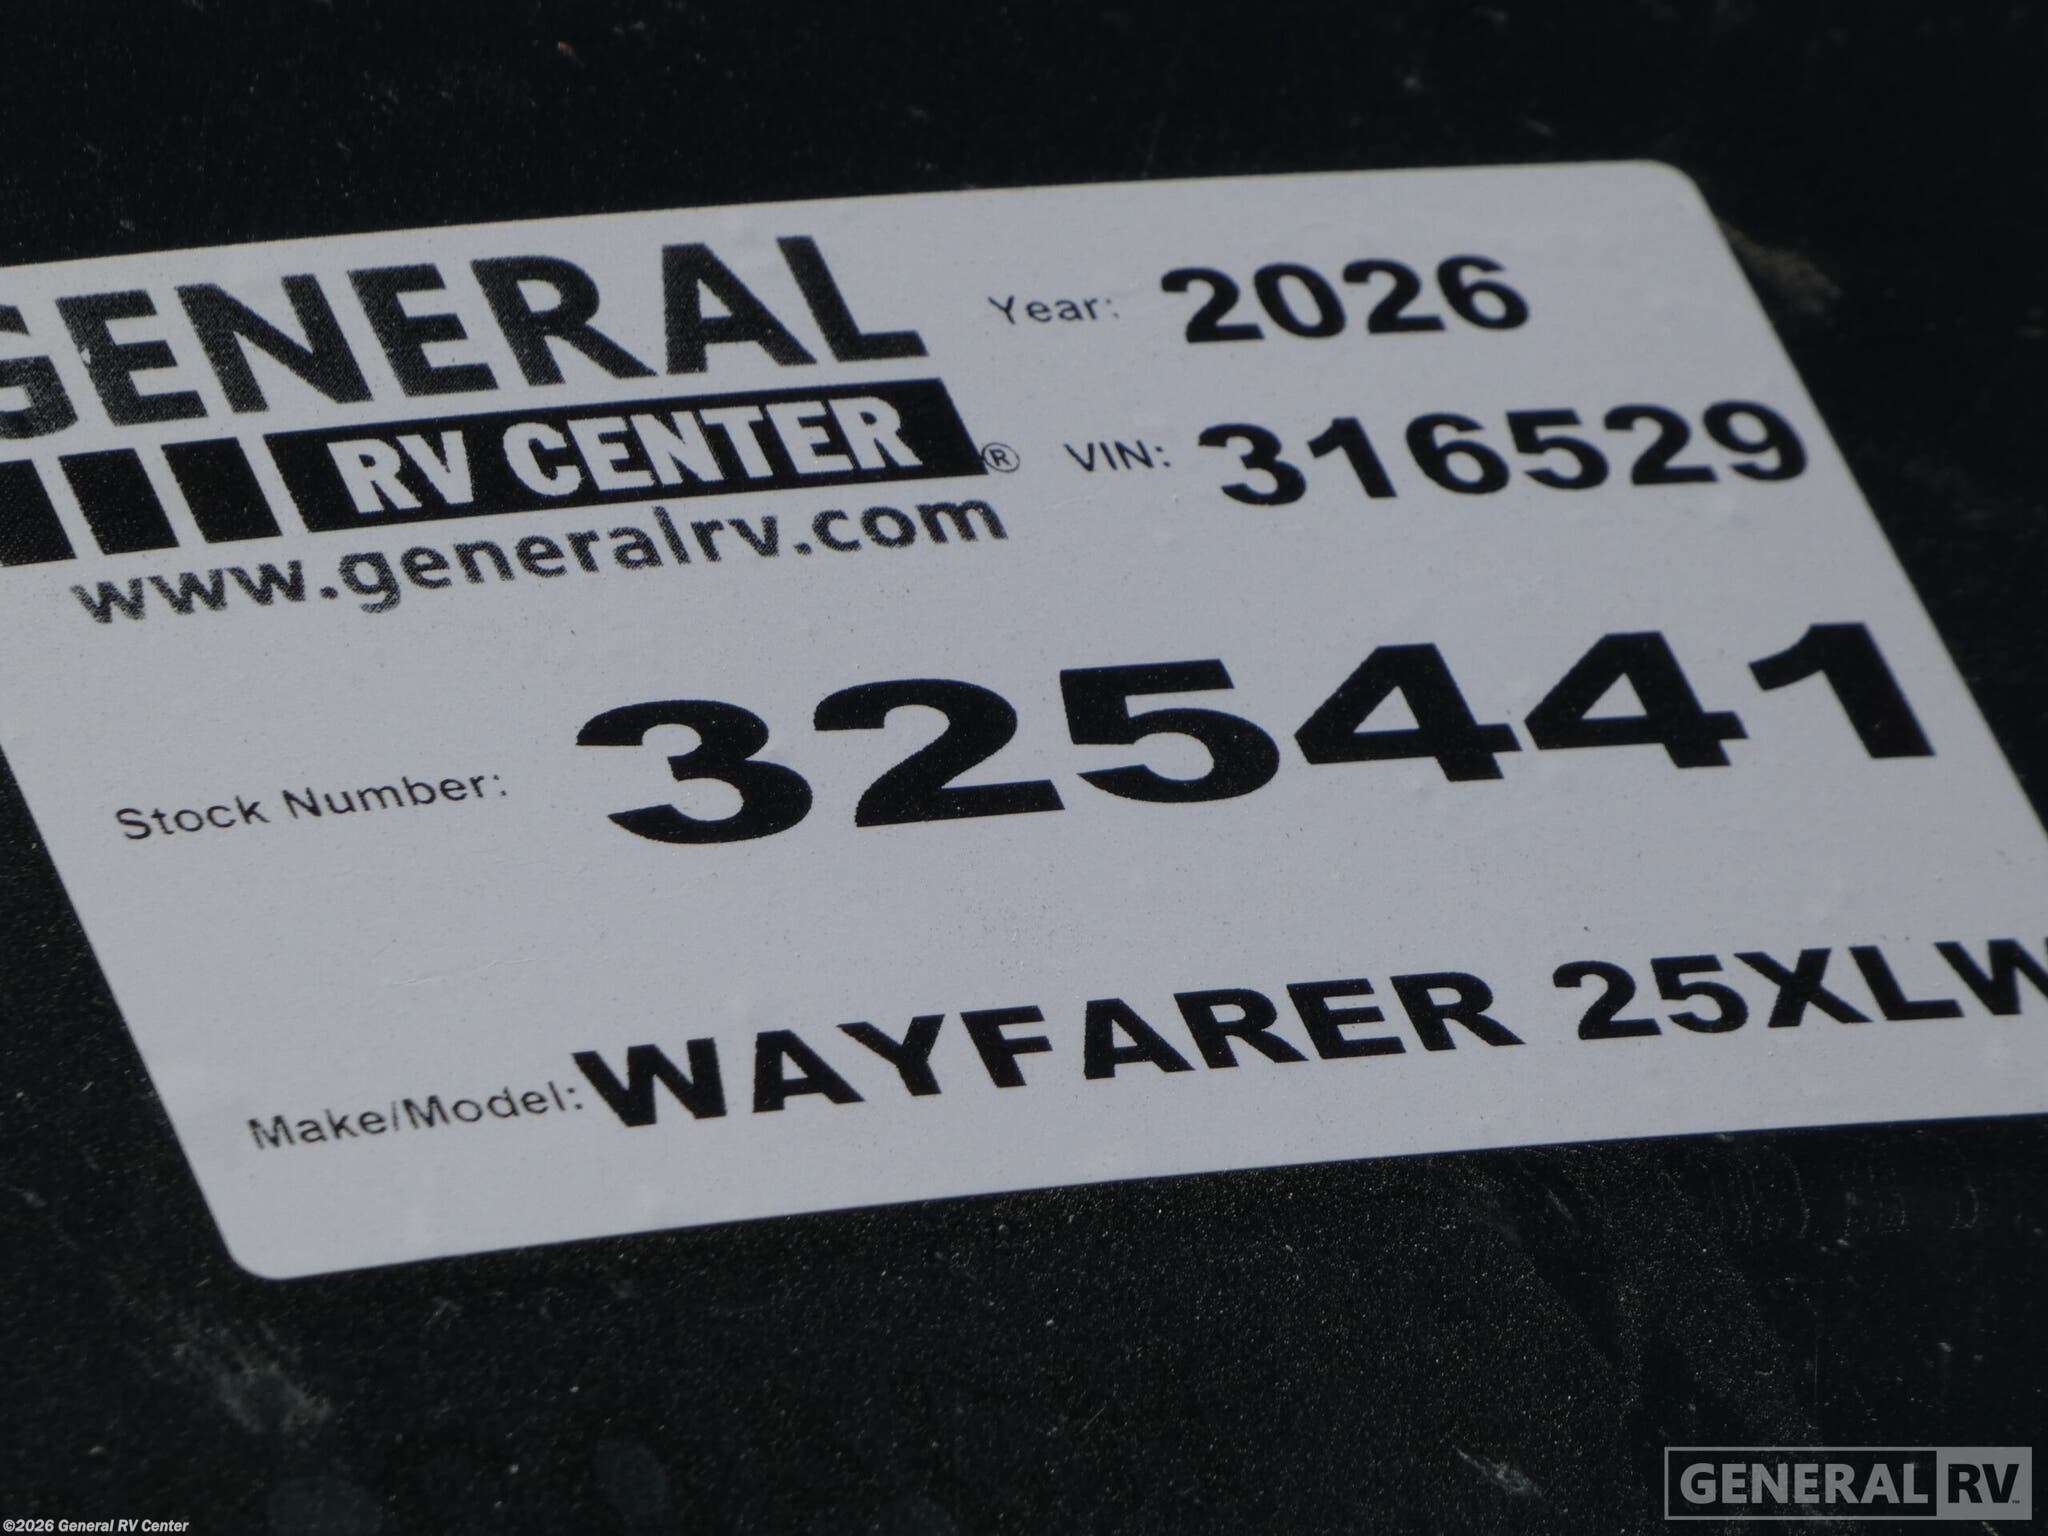 GENERAL
RV CENTER®
www.generalrv.com
Year: 2026
VIN: 316529
Stock Number: 325441
Make/Model: WAYFARER 25XLW
GENERAL RV™
©2026 General RV Center